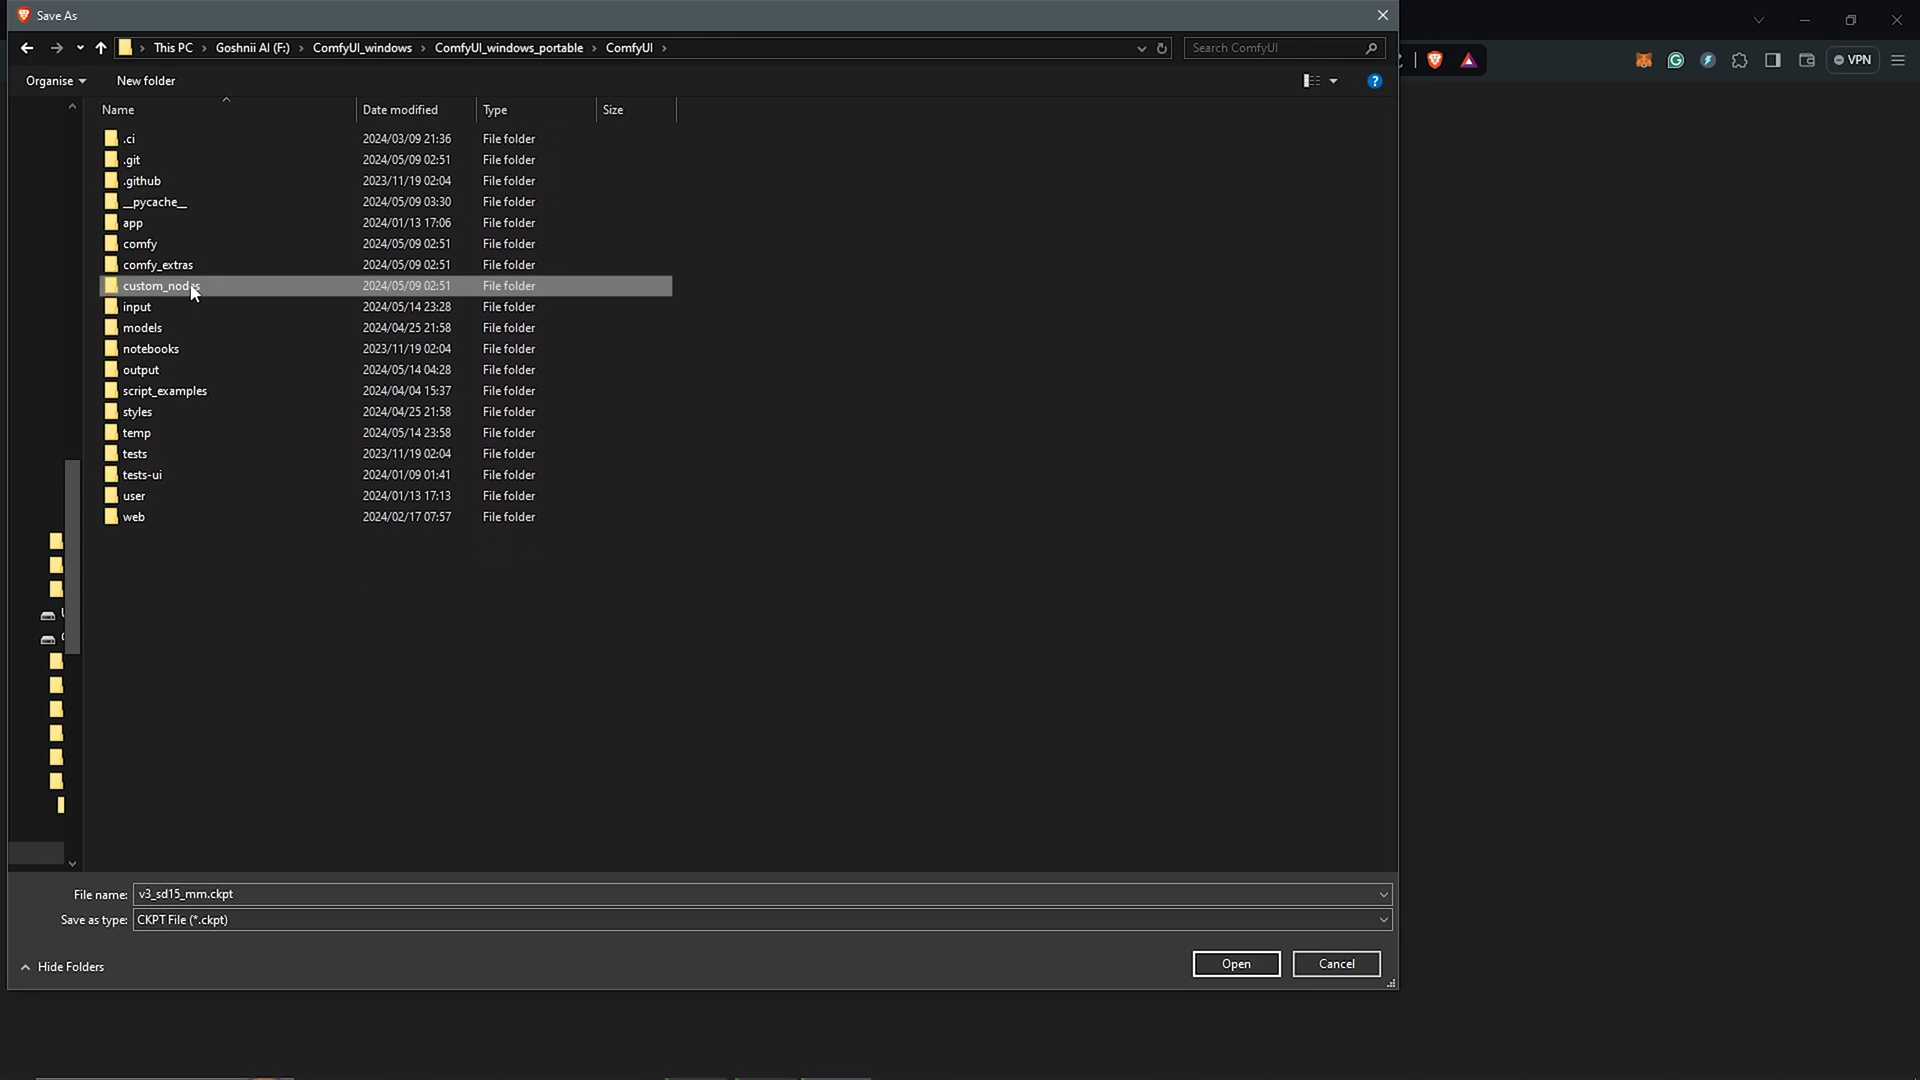 Save As
This PC > Goshnii AI (F:) > ComfyUI_windows > ComfyUI_windows_portable > ComfyUI >
Search ComfyUI
VPN
Organise
New folder
?
Name Date modified Type Size
.ci 2024/03/09 21:36 File folder
.git 2024/05/09 02:51 File folder
.github 2023/11/19 02:04 File folder
__pycache__ 2024/05/09 03:30 File folder
app 2024/01/13 17:06 File folder
comfy 2024/05/09 02:51 File folder
comfy_extras 2024/05/09 02:51 File folder
custom_nodes 2024/05/09 02:51 File folder
input 2024/05/14 23:28 File folder
models 2024/04/25 21:58 File folder
notebooks 2023/11/19 02:04 File folder
output 2024/05/14 04:28 File folder
script_examples 2024/04/04 15:37 File folder
styles 2024/04/25 21:58 File folder
temp 2024/05/14 23:58 File folder
tests 2023/11/19 02:04 File folder
tests-ui 2024/01/09 01:41 File folder
user 2024/01/13 17:13 File folder
web 2024/02/17 07:57 File folder
File name: v3_sd15_mm.ckpt
Save as type: CKPT File (*.ckpt)
Hide Folders
Open
Cancel